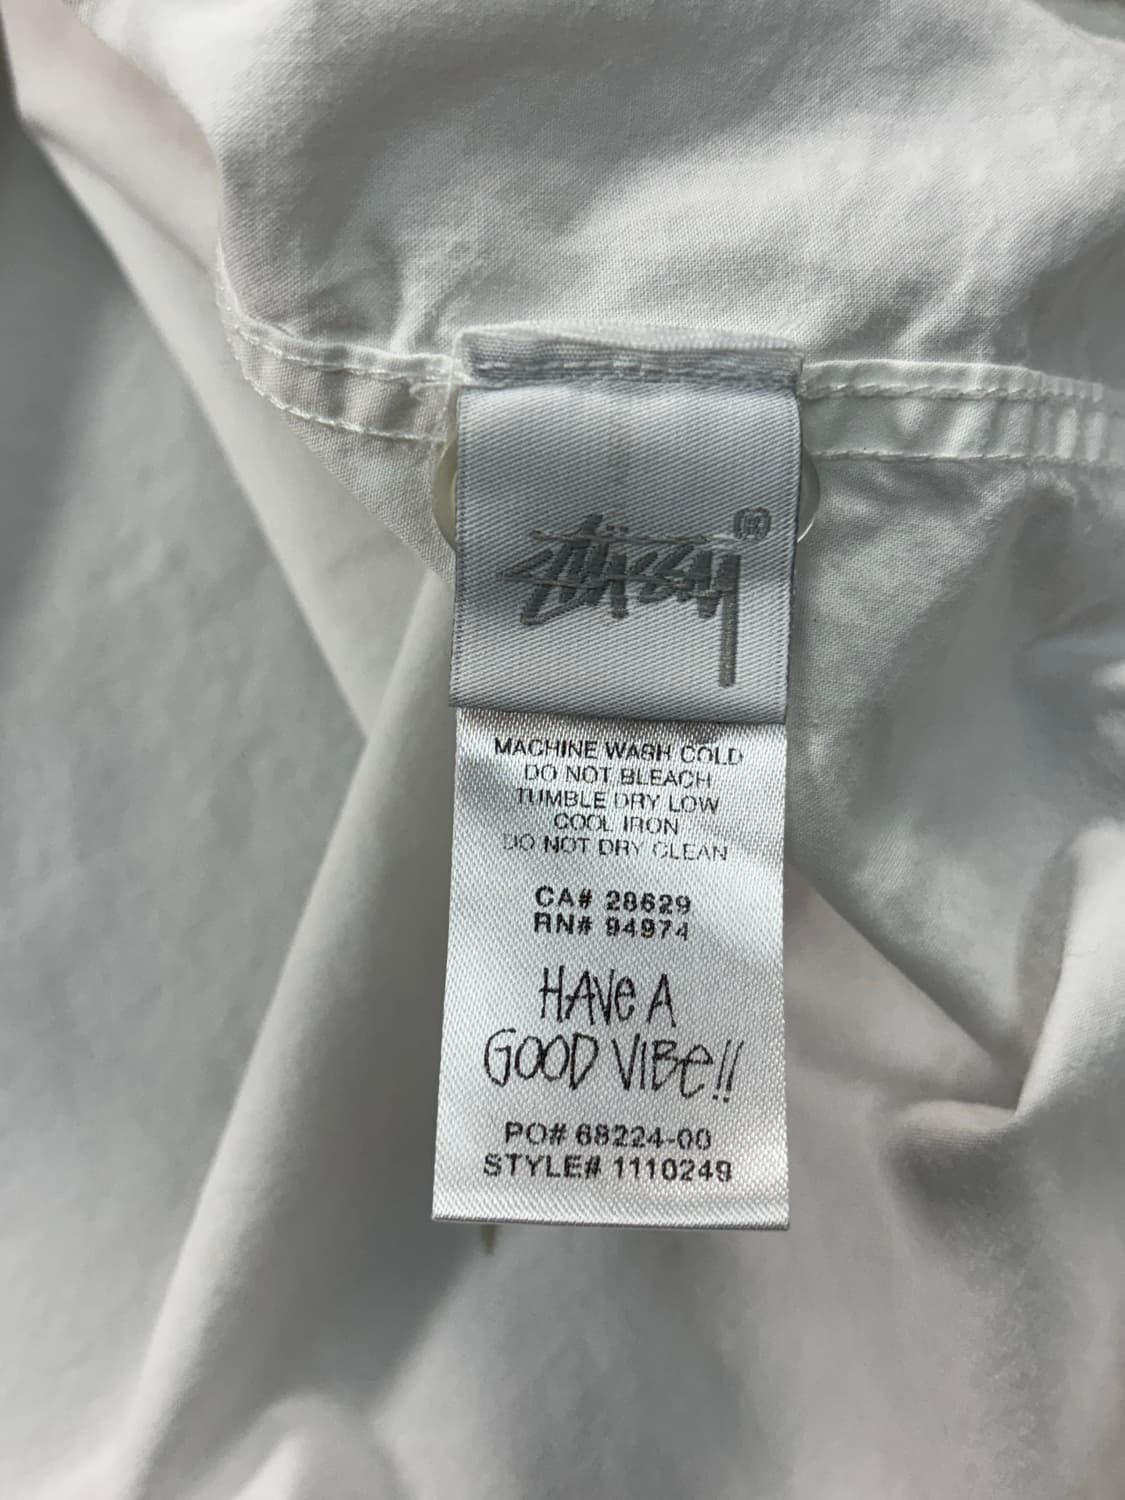 STÜSSY®
MACHINE WASH COLD
DO NOT BLEACH
TUMBLE DRY LOW
COOL IRON
DO NOT DRY CLEAN
CA# 28629
RN# 94974
HAVe A
GOOD VIBe!!
PO# 68224-00
STYLE# 1110249